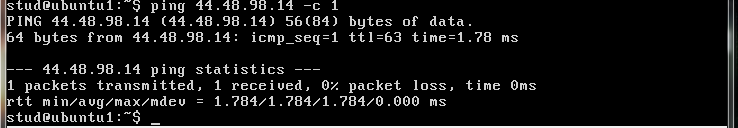 stud@ubuntu1:~$ ping 44.48.98.14 -c 1
PING 44.48.98.14 (44.48.98.14) 56(84) bytes of data.
64 bytes from 44.48.98.14: icmp_seq=1 ttl=63 time=1.78 ms

--- 44.48.98.14 ping statistics ---
1 packets transmitted, 1 received, 0% packet loss, time 0ms
rtt min/avg/max/mdev = 1.784/1.784/1.784/0.000 ms
stud@ubuntu1:~$ _